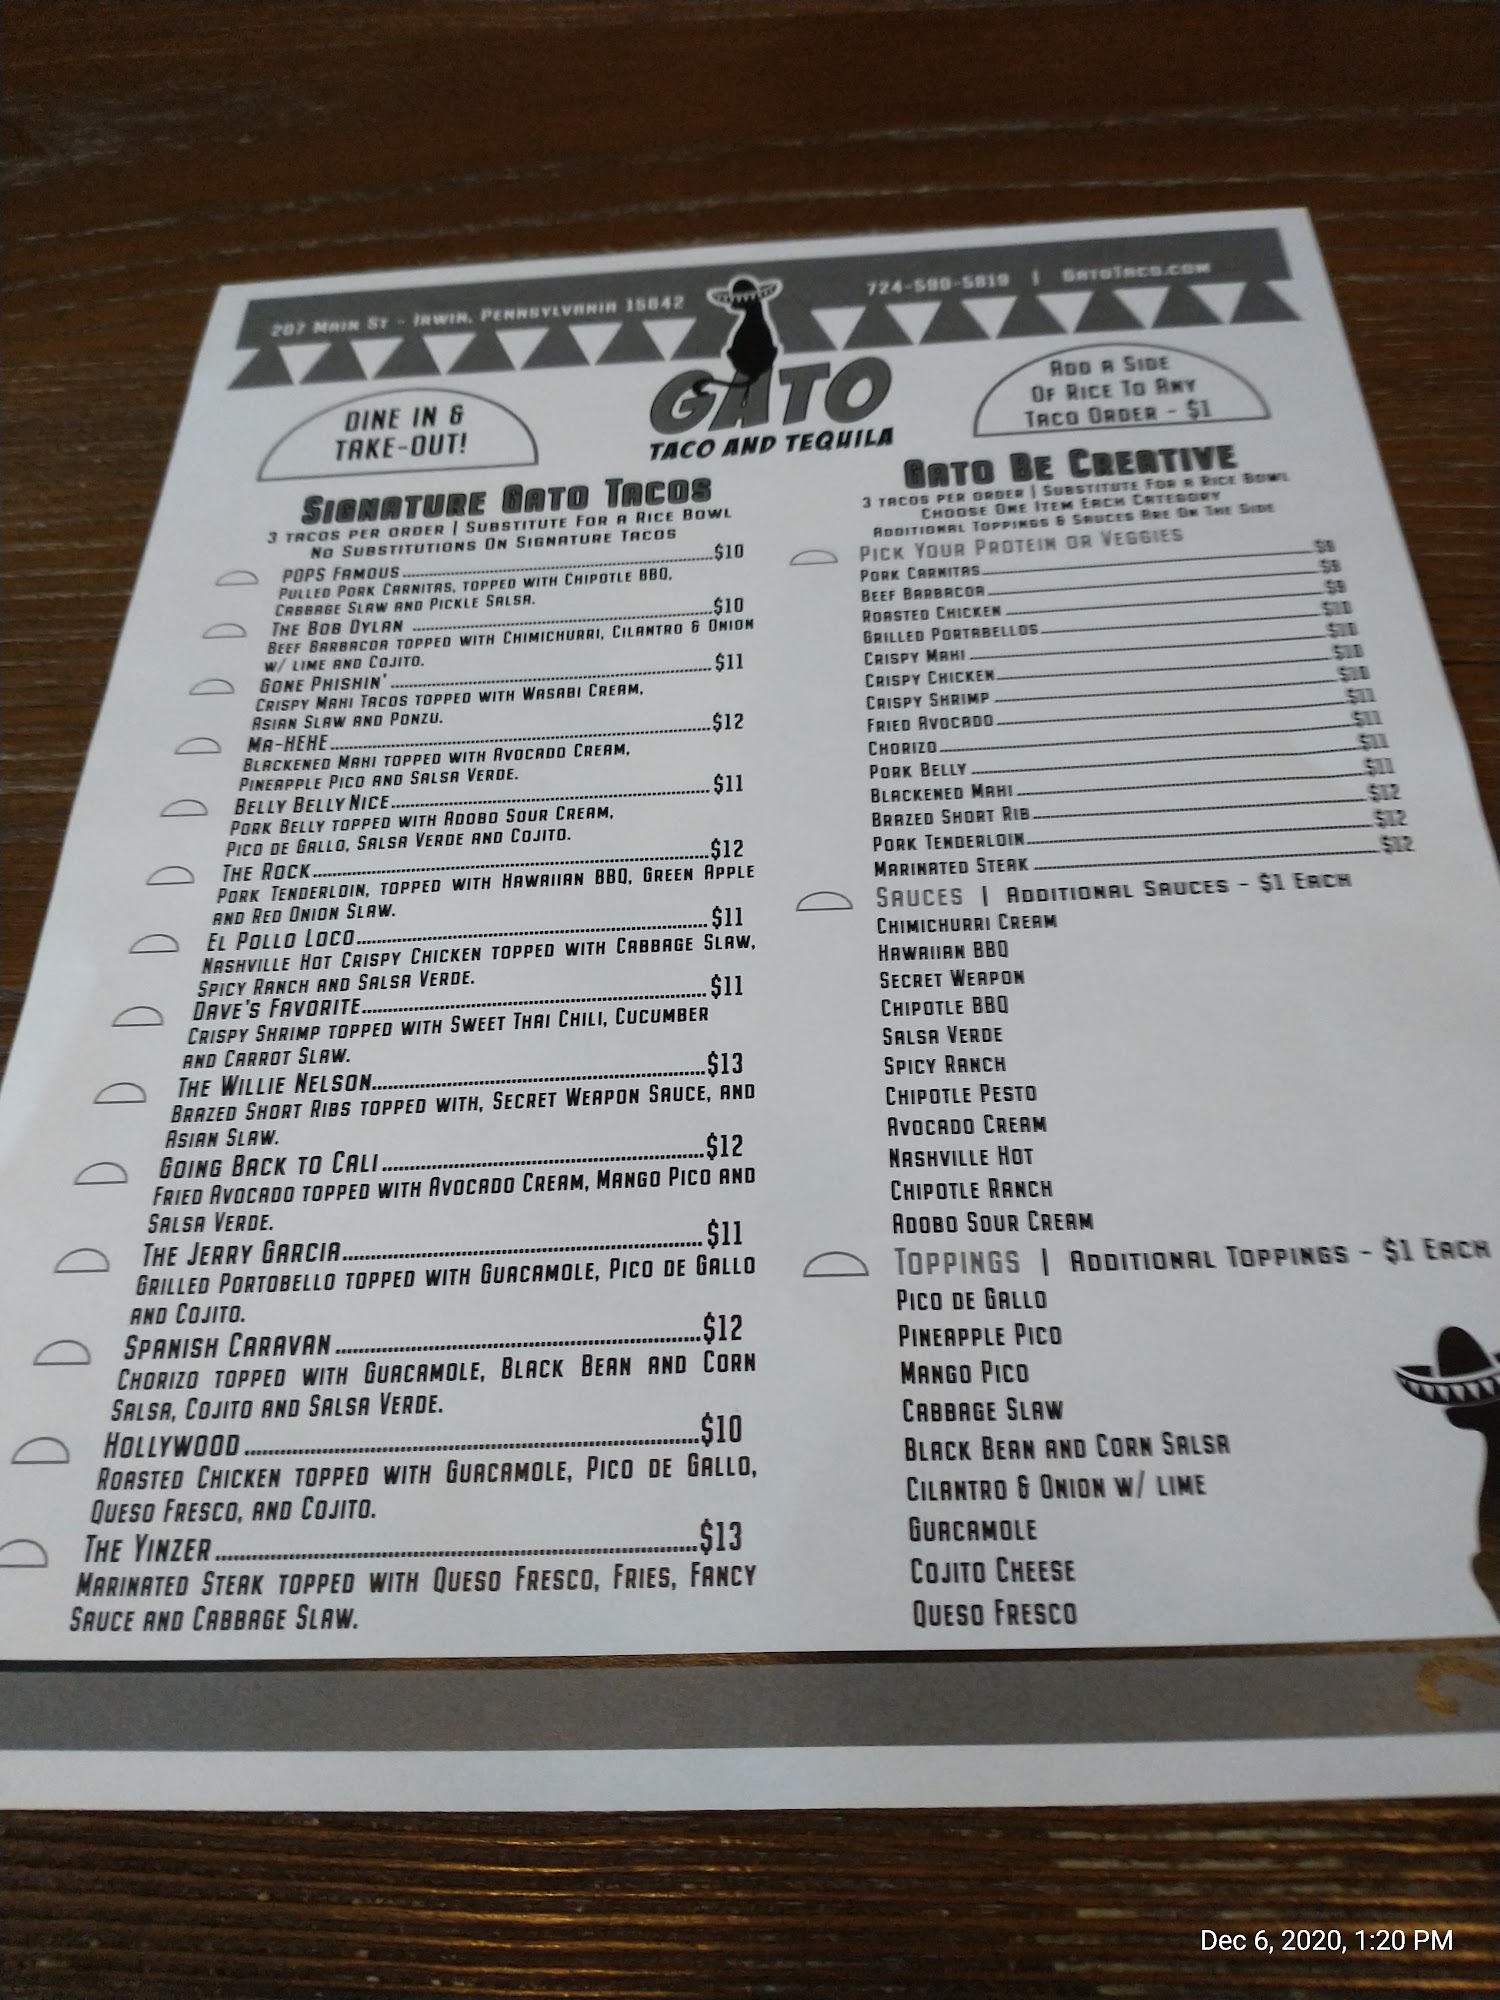 207 Main St - Irwin, Pennsylvania 15642
724-590-5819 | GatoTaco.com
DINE IN &
TAKE-OUT!
GATO
TACO AND TEQUILA
Add a Side
Of Rice To Any
Taco Order - $1
Signature Gato Tacos
3 tacos per order | Substitute For a Rice Bowl
No Substitutions On Signature Tacos
Pops Famous $10
Pulled Pork Carnitas, topped with Chipotle BBQ,
Cabbage Slaw and Pickle Salsa.
The Bob Dylan $10
Beef Barbacoa topped with Chimichurri, Cilantro & Onion
w/ lime and Cojito.
Gone Phishin' $11
Crispy Mahi Tacos topped with Wasabi Cream,
Asian Slaw and Ponzu.
Ma-HEHE $12
Blackened Mahi topped with Avocado Cream,
Pineapple Pico and Salsa Verde.
Belly Belly Nice $11
Pork Belly topped with Adobo Sour Cream,
Pico de Gallo, Salsa Verde and Cojito.
The Rock $12
Pork Tenderloin, topped with Hawaiian BBQ, Green Apple
and Red Onion Slaw.
El Pollo Loco $11
Nashville Hot Crispy Chicken topped with Cabbage Slaw,
Spicy Ranch and Salsa Verde.
Dave's Favorite $11
Crispy Shrimp topped with Sweet Thai Chili, Cucumber
and Carrot Slaw.
The Willie Nelson $13
Brazed Short Ribs topped with, Secret Weapon Sauce, and
Asian Slaw.
Going Back to Cali $12
Fried Avocado topped with Avocado Cream, Mango Pico and
Salsa Verde.
The Jerry Garcia $11
Grilled Portobello topped with Guacamole, Pico de Gallo
and Cojito.
Spanish Caravan $12
Chorizo topped with Guacamole, Black Bean and Corn
Salsa, Cojito and Salsa Verde.
Hollywood $10
Roasted Chicken topped with Guacamole, Pico de Gallo,
Queso Fresco, and Cojito.
The Yinzer $13
Marinated Steak topped with Queso Fresco, Fries, Fancy
Sauce and Cabbage Slaw.
Gato Be Creative
3 tacos per order | Substitute For a Rice Bowl
Choose One Item Each Category
Additional Toppings & Sauces Are On The Side
Pick Your Protein or Veggies
Pork Carnitas $9
Beef Barbacoa $9
Roasted Chicken $9
Grilled Portabellos $10
Crispy Mahi $10
Crispy Chicken $10
Crispy Shrimp $10
Fried Avocado $11
Chorizo $11
Pork Belly $11
Blackened Mahi $11
Brazed Short Rib $12
Pork Tenderloin $12
Marinated Steak $12
Sauces | Additional Sauces - $1 Each
Chimichurri Cream
Hawaiian BBQ
Secret Weapon
Chipotle BBQ
Salsa Verde
Spicy Ranch
Chipotle Pesto
Avocado Cream
Nashville Hot
Chipotle Ranch
Adobo Sour Cream
Toppings | Additional Toppings - $1 Each
Pico de Gallo
Pineapple Pico
Mango Pico
Cabbage Slaw
Black Bean and Corn Salsa
Cilantro & Onion w/ lime
Guacamole
Cojito Cheese
Queso Fresco
Dec 6, 2020, 1:20 PM